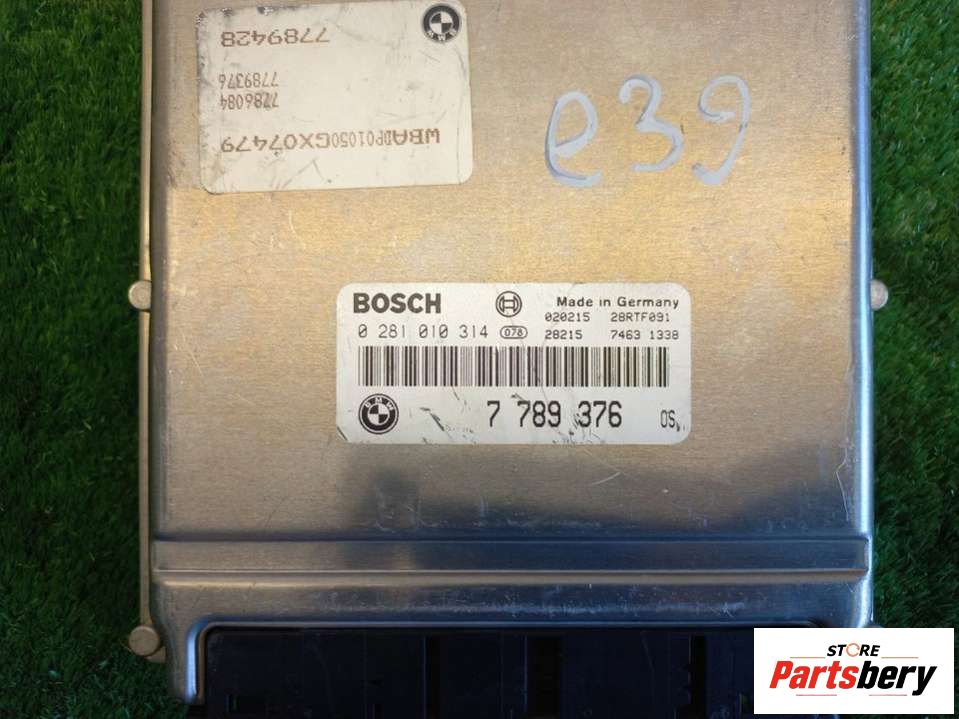 7789428
7789376
7786084
WBADP01050GX07479
e39
BOSCH
Made in Germany
0 281 010 314 078
020215 28RTF091
28215 7463 1338
BMW
7 789 376 OS
STORE
Partsbery